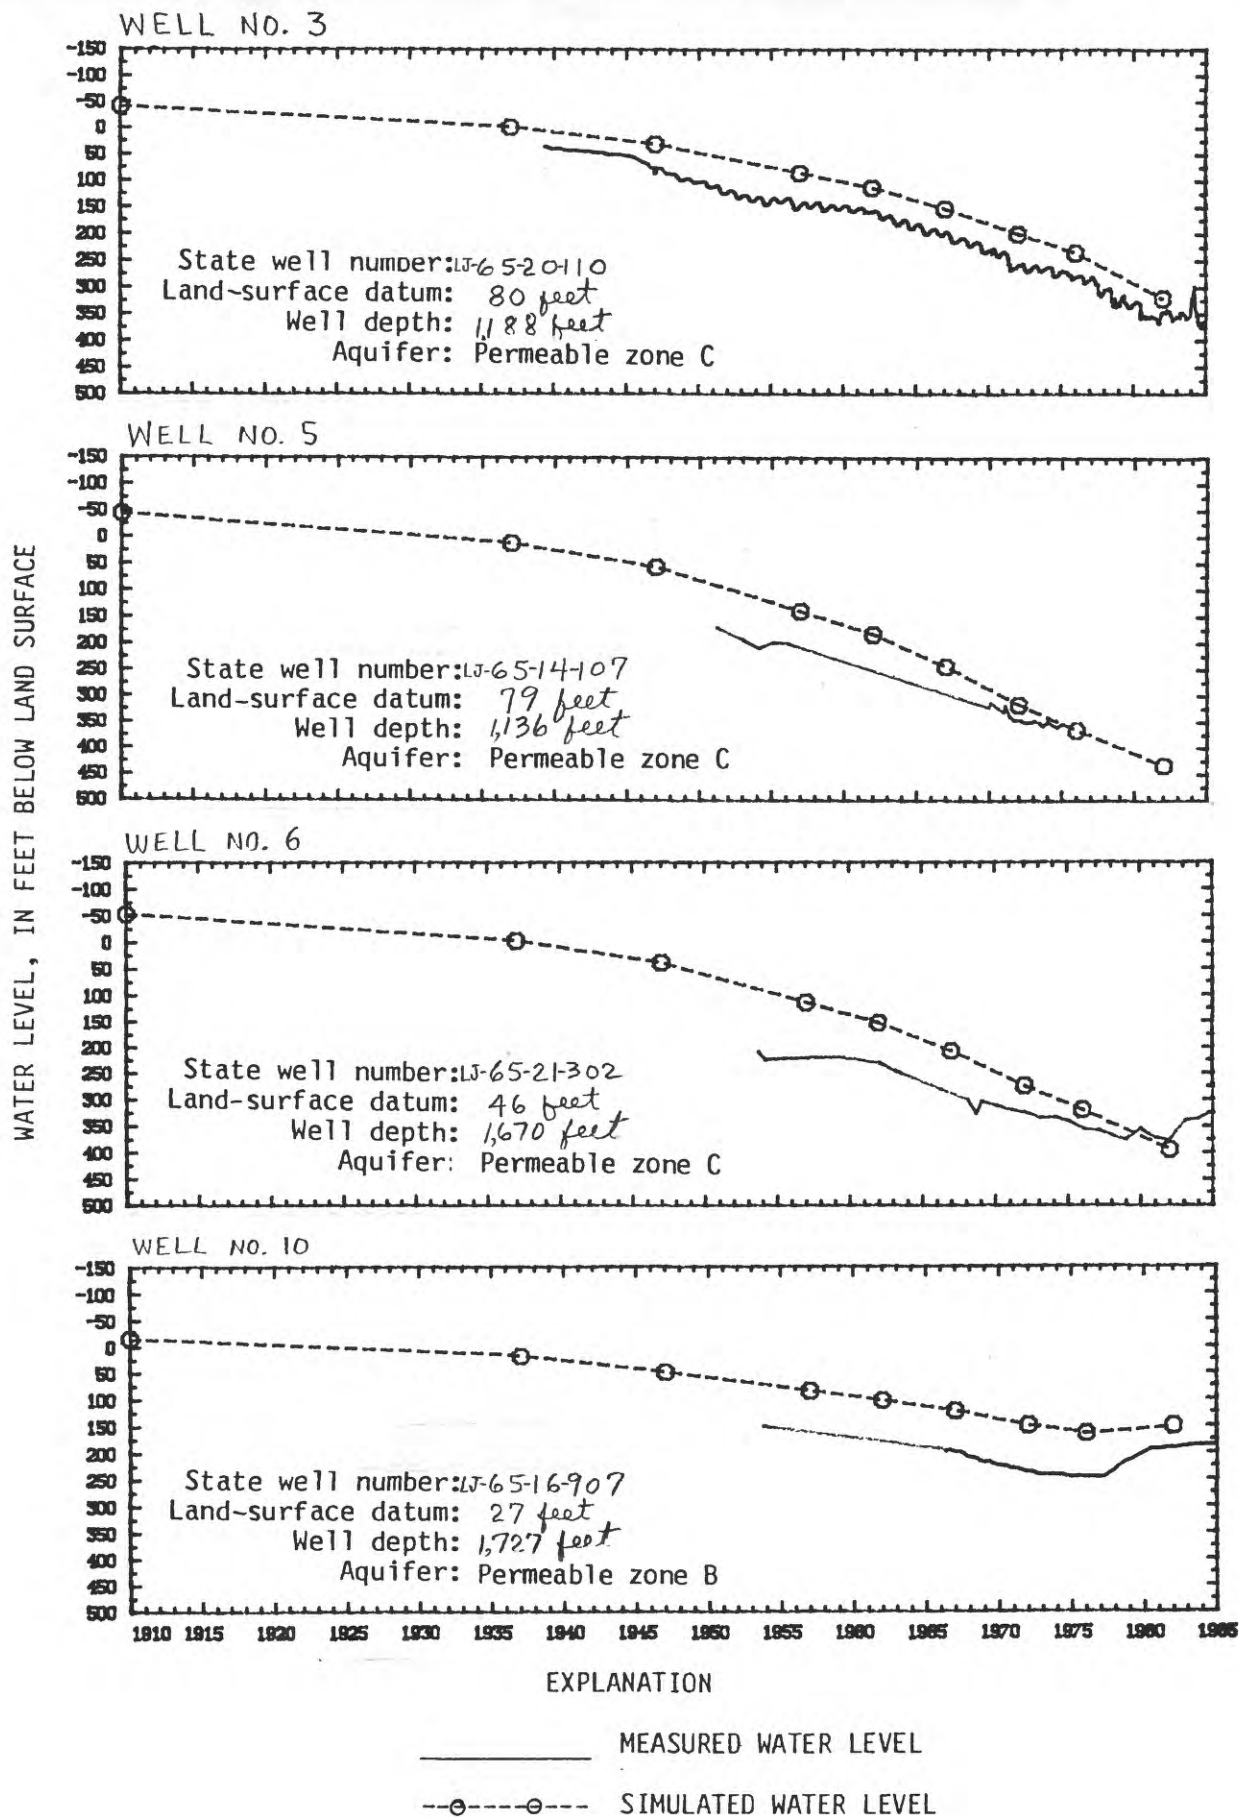 WELL NO. 3
-150
-100
-50
0
50
100
150
200
250
300
350
400
450
500
State well number:LJ-65-20-110
Land-surface datum: 80 feet
Well depth: 1,188 feet
Aquifer: Permeable zone C
WELL NO. 5
-150
-100
-50
0
50
100
150
200
250
300
350
400
450
500
State well number:LJ-65-14-107
Land-surface datum: 79 feet
Well depth: 1,136 feet
Aquifer: Permeable zone C
WATER LEVEL, IN FEET BELOW LAND SURFACE
WELL NO. 6
-150
-100
-50
0
50
100
150
200
250
300
350
400
450
500
State well number:LJ-65-21-302
Land-surface datum: 46 feet
Well depth: 1,670 feet
Aquifer: Permeable zone C
WELL NO. 10
-150
-100
-50
0
50
100
150
200
250
300
350
400
450
500
State well number:LJ-65-16-907
Land-surface datum: 27 feet
Well depth: 1,727 feet
Aquifer: Permeable zone B
1910 1915 1920 1925 1930 1935 1940 1945 1950 1955 1960 1965 1970 1975 1980 1985
EXPLANATION
MEASURED WATER LEVEL
SIMULATED WATER LEVEL